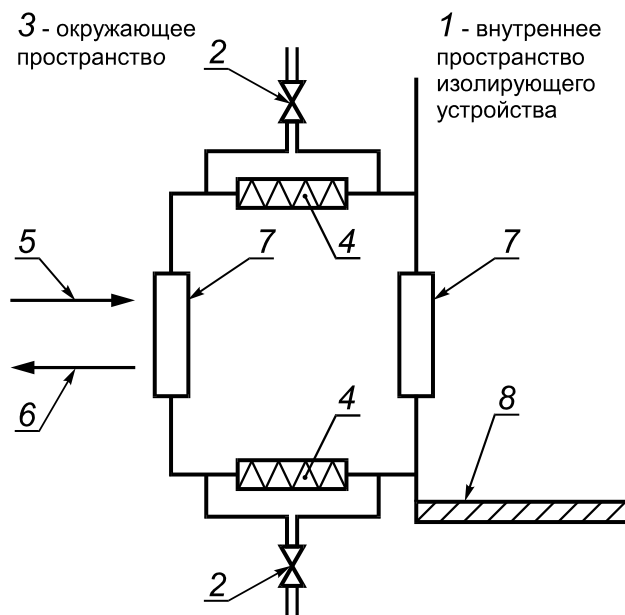 3 - окружающее
пространство
1 - внутреннее
пространство
изолирующего
устройства
2
4
5
7
7
6
4
8
2